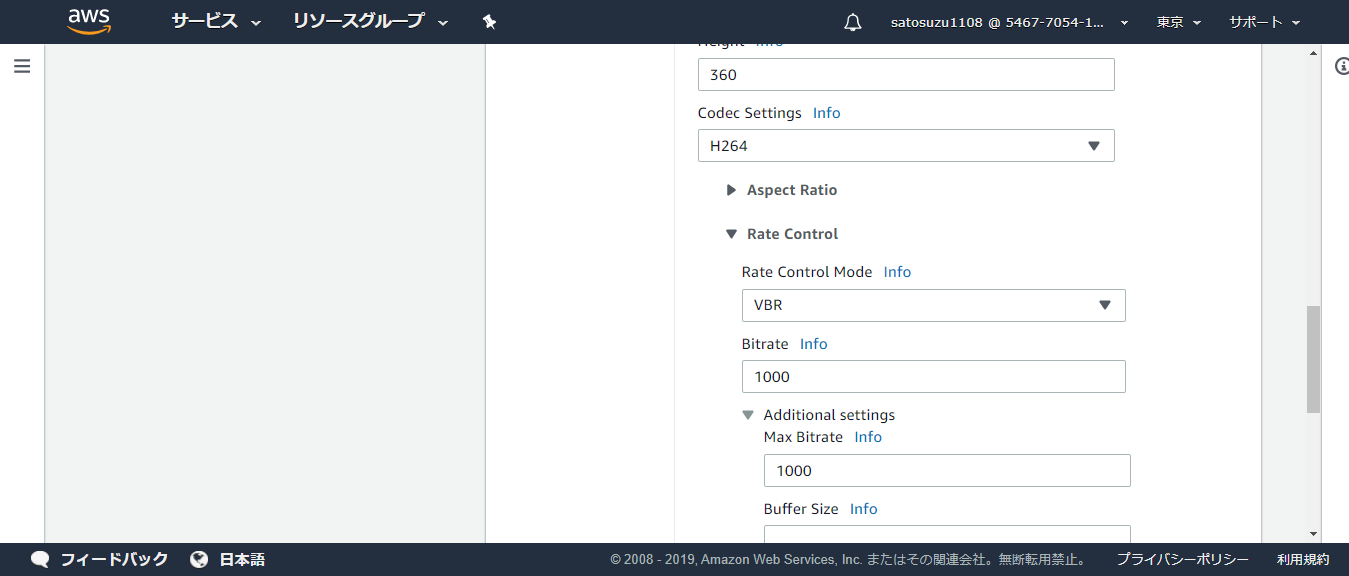 aws サービス リソースグループ satosuzu1108 @ 5467-7054-1... 東京 サポート
Height Info
360
Codec Settings Info
H264
Aspect Ratio
Rate Control
Rate Control Mode Info
VBR
Bitrate Info
1000
Additional settings
Max Bitrate Info
1000
Buffer Size Info
フィードバック 日本語 © 2008 - 2019, Amazon Web Services, Inc. またはその関連会社。無断転用禁止。 プライバシーポリシー 利用規約